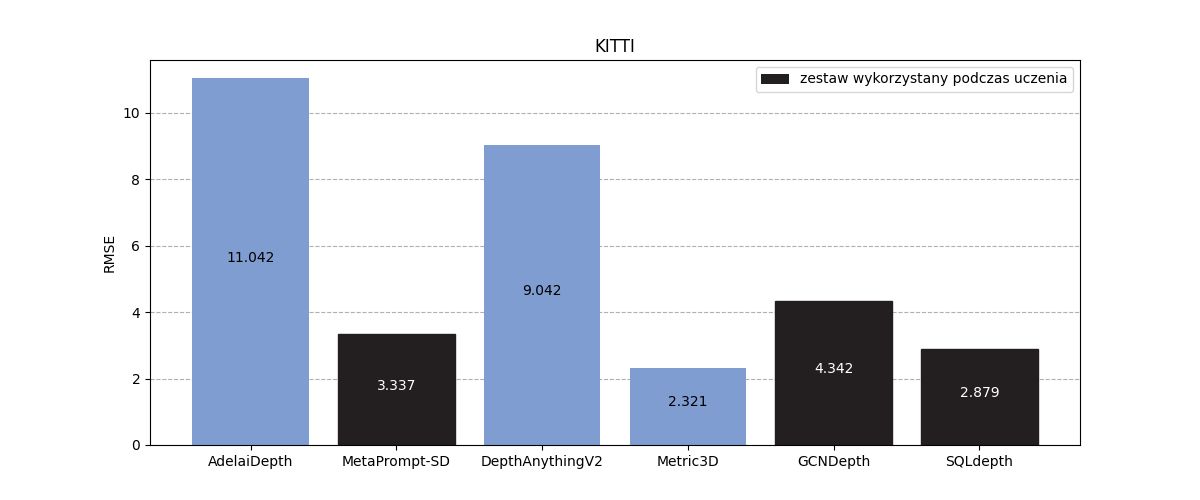 KITTI
zestaw wykorzystany podczas uczenia
RMSE
10
8
6
4
2
0
11.042
3.337
9.042
2.321
4.342
2.879
AdelaiDepth
MetaPrompt-SD
DepthAnythingV2
Metric3D
GCNDepth
SQLdepth